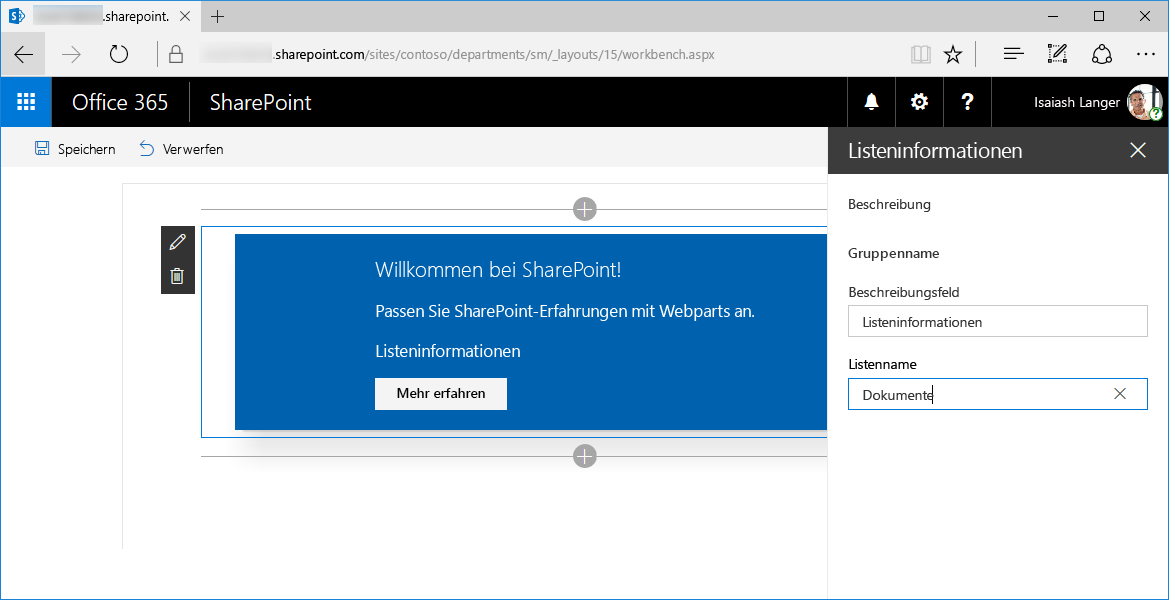 .sharepoint.
.sharepoint.com/sites/contoso/departments/sm/_layouts/15/workbench.aspx
Office 365
SharePoint
?
Isaiash Langer
?
Speichern
Verwerfen
Listeninformationen
Beschreibung
Gruppenname
Beschreibungsfeld
Listeninformationen
Listenname
Dokumente
Willkommen bei SharePoint!
Passen Sie SharePoint-Erfahrungen mit Webparts an.
Listeninformationen
Mehr erfahren